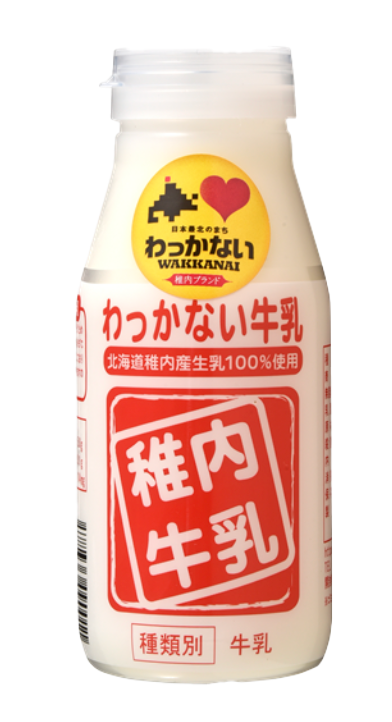 日本最北のまち
わっかない
WAKKANAI
稚内ブランド
わっかない牛乳
北海道稚内産生乳100%使用
稚内
牛乳
種類別 牛乳